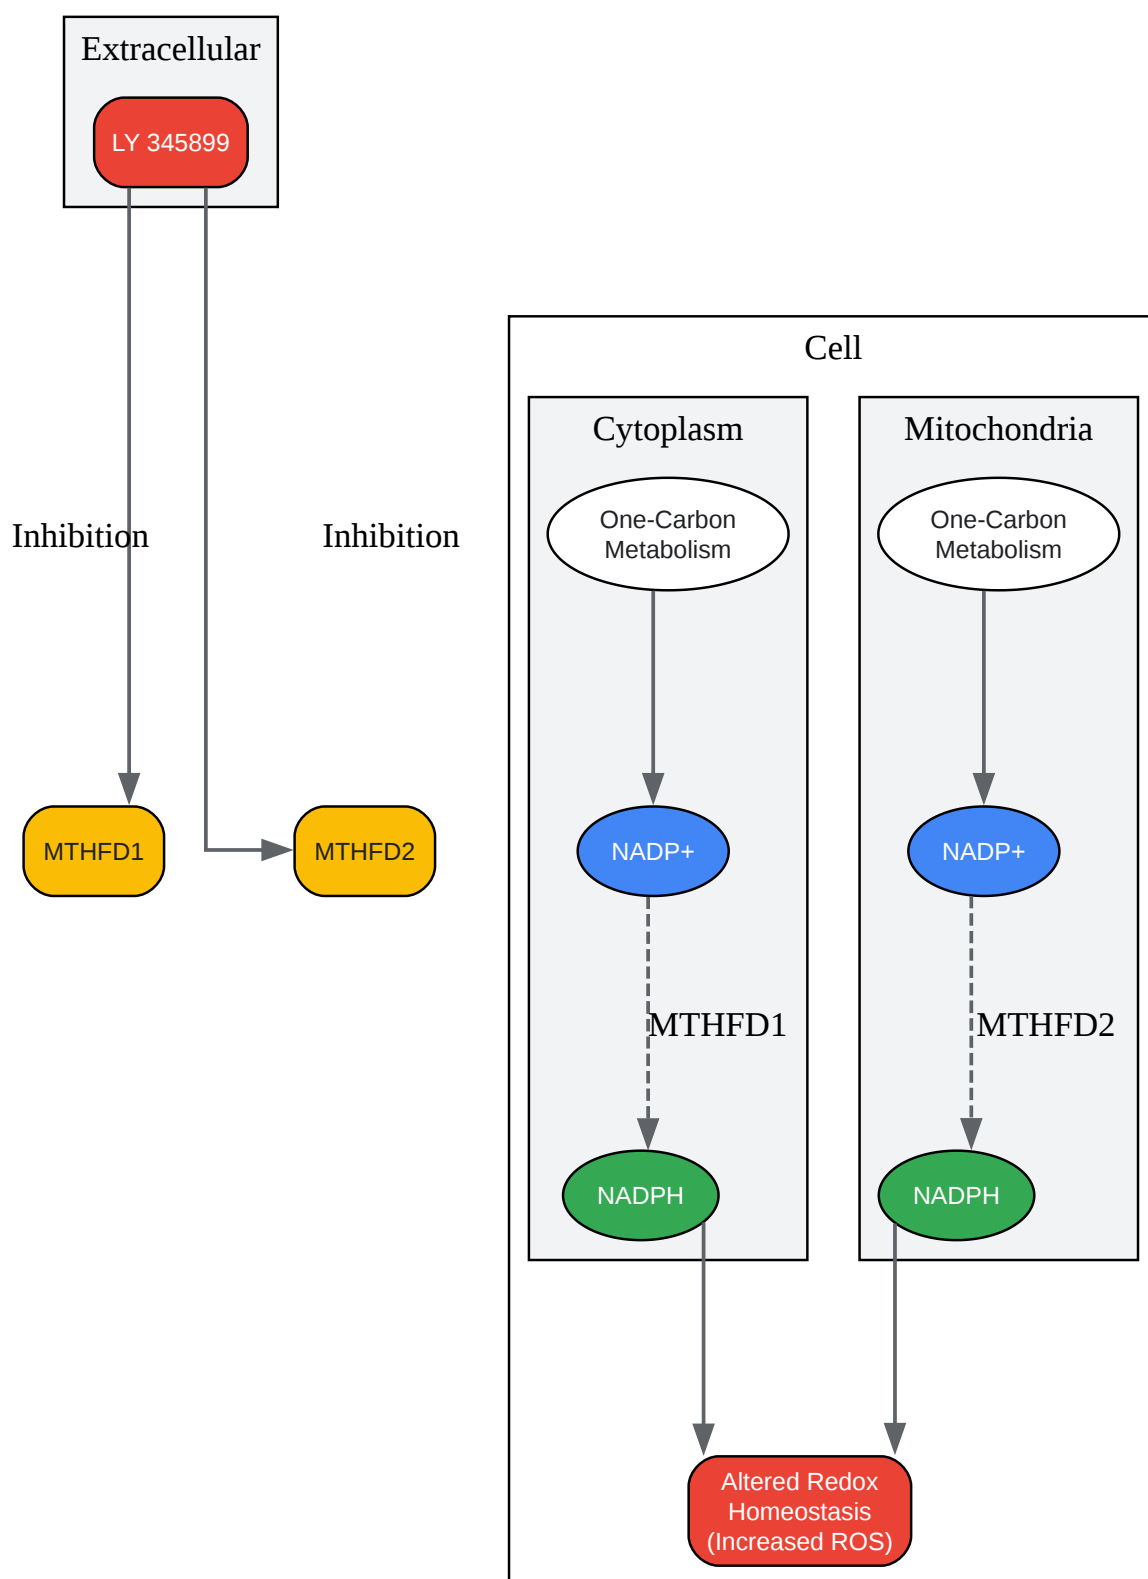 Extracellular
LY 345899
Inhibition
Inhibition
MTHFD1
MTHFD2
Cell
Cytoplasm
One-Carbon
Metabolism
NADP+
MTHFD1
NADPH
Mitochondria
One-Carbon
Metabolism
NADP+
MTHFD2
NADPH
Altered Redox
Homeostasis
(Increased ROS)